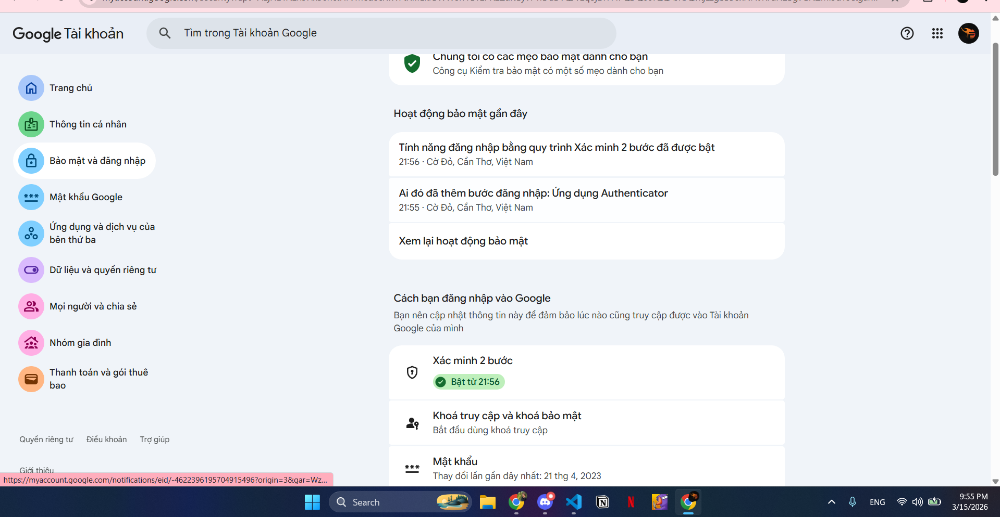 Google Tài khoản
Tìm trong Tài khoản Google
Trang chủ
Thông tin cá nhân
Bảo mật và đăng nhập
Mật khẩu Google
Ứng dụng và dịch vụ của
bên thứ ba
Dữ liệu và quyền riêng tư
Mọi người và chia sẻ
Nhóm gia đình
Thanh toán và gói thuê
bao
Quyền riêng tư Điều khoản Trợ giúp
Giới thiệu
https://myaccount.google.com/notifications/eid/-4622396195704915496?origin=3&gar=Wz...
Chúng tôi có các mẹo bảo mật dành cho bạn
Công cụ Kiểm tra bảo mật có một số mẹo dành cho bạn
Hoạt động bảo mật gần đây
Tính năng đăng nhập bằng quy trình Xác minh 2 bước đã được bật
21:56 · Cờ Đỏ, Cần Thơ, Việt Nam
Ai đó đã thêm bước đăng nhập: Ứng dụng Authenticator
21:55 · Cờ Đỏ, Cần Thơ, Việt Nam
Xem lại hoạt động bảo mật
Cách bạn đăng nhập vào Google
Bạn nên cập nhật thông tin này để đảm bảo lúc nào cũng truy cập được vào Tài khoản
Google của mình
Xác minh 2 bước
Bật từ 21:56
Khoá truy cập và khoá bảo mật
Bắt đầu dùng khoá truy cập
Mật khẩu
Thay đổi lần gần đây nhất: 21 thg 4, 2023
Search
ENG
9:55 PM
3/15/2026